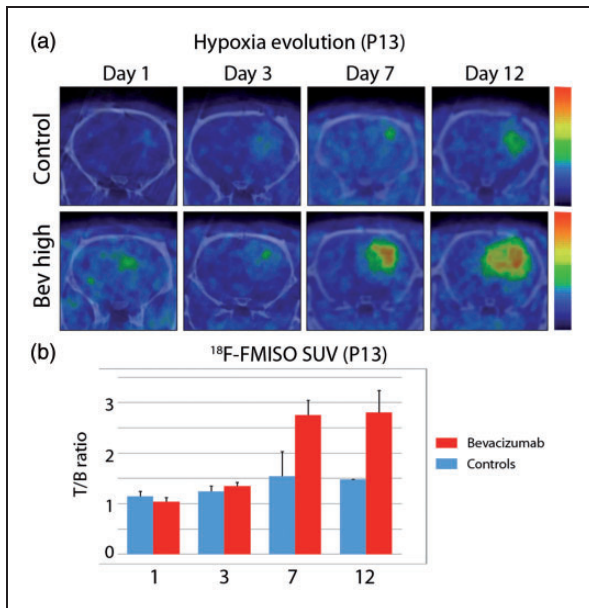 (a)
Hypoxia evolution (P13)
Day 1 Day 3 Day 7 Day 12
Control
Bev high
(b)
¹⁸F-FMISO SUV (P13)
T/B ratio
3
2
1
0
1 3 7 12
Bevacizumab
Controls